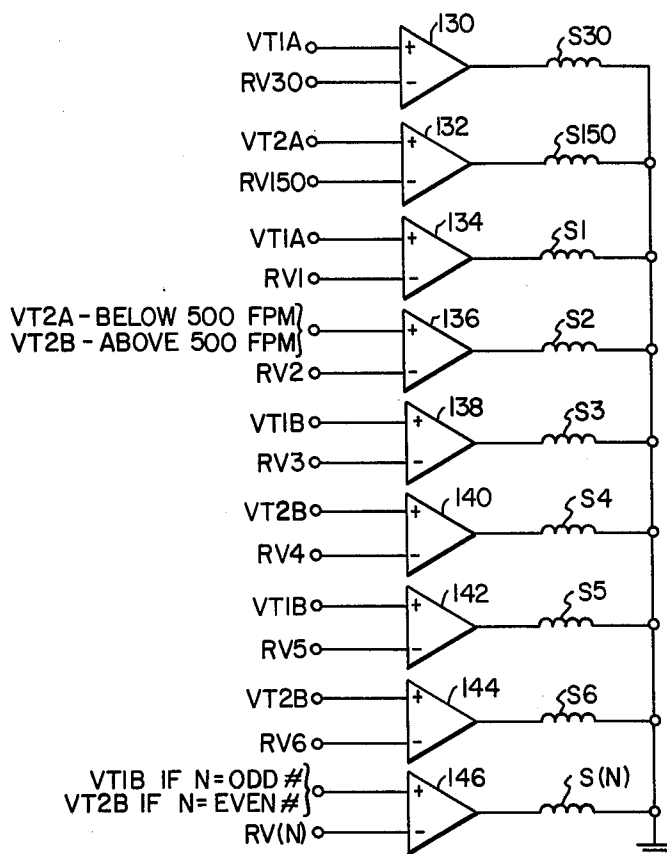 VT1A + 130 S30
RV30 -
VT2A + 132 S150
RV150 -
VT1A + 134 S1
RV1 -
VT2A - BELOW 500 FPM
VT2B - ABOVE 500 FPM + 136 S2
RV2 -
VT1B + 138 S3
RV3 -
VT2B + 140 S4
RV4 -
VT1B + 142 S5
RV5 -
VT2B + 144 S6
RV6 -
VT1B IF N=ODD #
VT2B IF N=EVEN # + 146 S(N)
RV(N) -